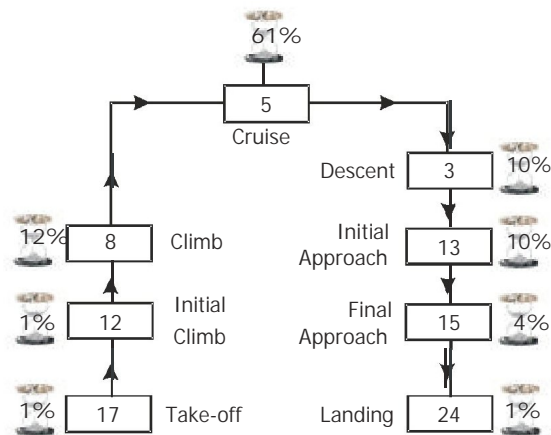 61%
5
Cruise
Descent 3 10%
12% 8 Climb
Initial
Approach 13 10%
1% 12 Initial
Climb
Final
Approach 15 4%
1% 17 Take-off
Landing 24 1%